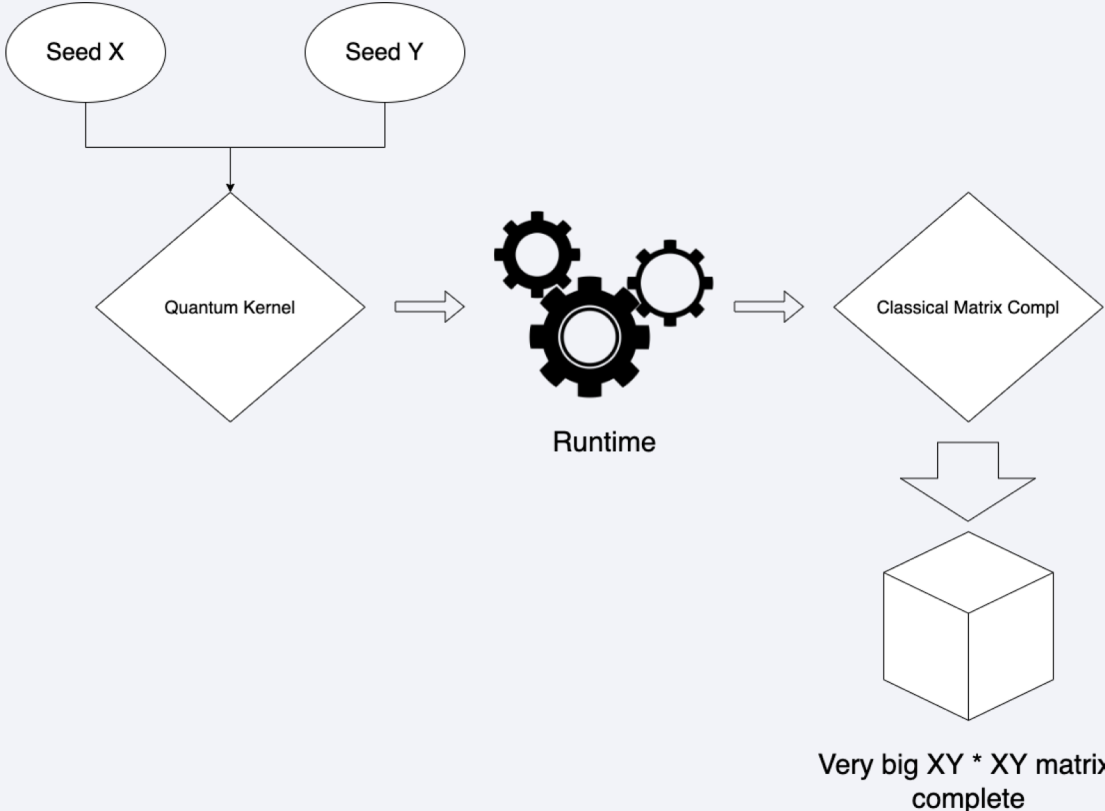 Seed X
Seed Y
Quantum Kernel
Runtime
Classical Matrix Compl
Very big XY * XY matrix
complete